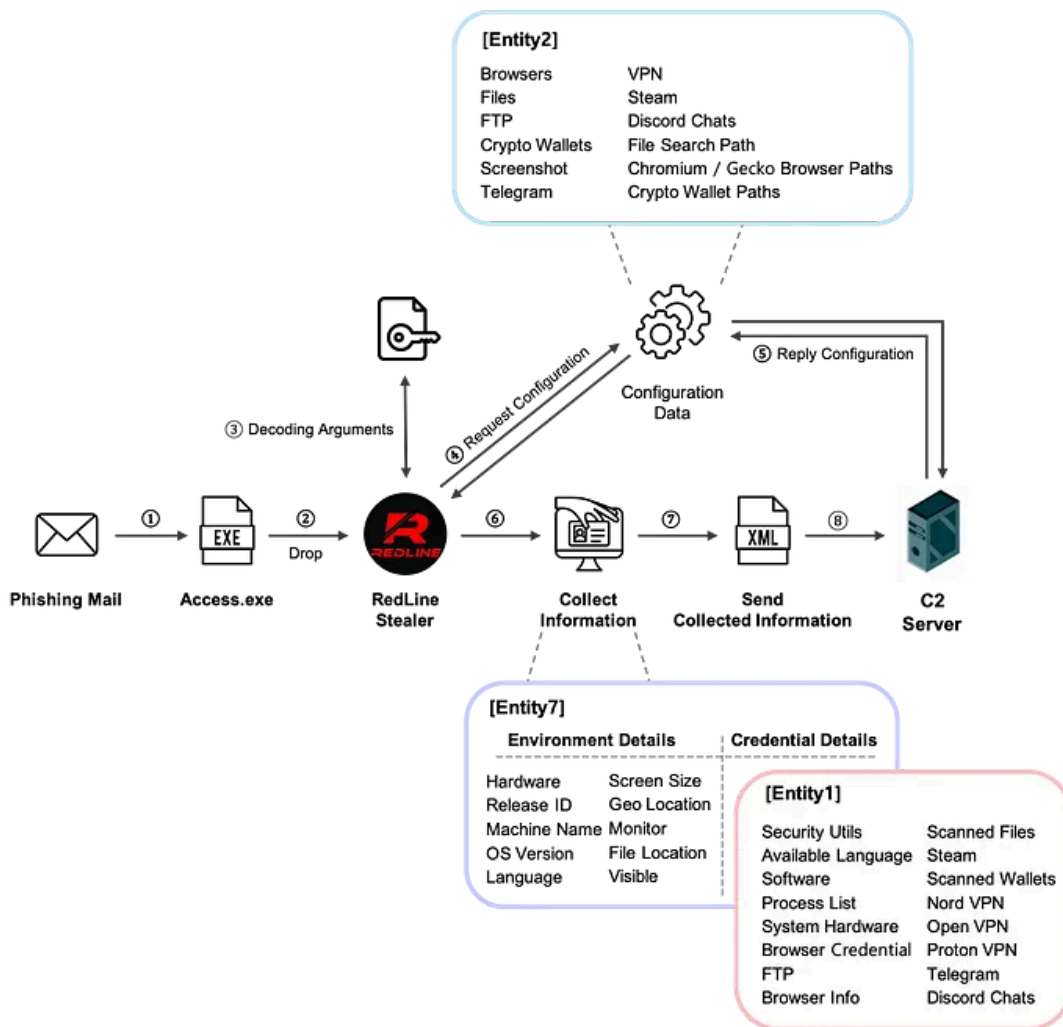 [Entity2]
Browsers VPN
Files Steam
FTP Discord Chats
Crypto Wallets File Search Path
Screenshot Chromium / Gecko Browser Paths
Telegram Crypto Wallet Paths
⑤ Reply Configuration
④ Request Configuration
Configuration
Data
③ Decoding Arguments
① ② ⑥ ⑦ ⑧
EXE
Drop
R
REDLINE
XML
Phishing Mail
Access.exe
RedLine
Stealer
Collect
Information
Send
Collected Information
C2
Server
[Entity7]
Environment Details Credential Details
Hardware Screen Size
Release ID Geo Location
Machine Name Monitor
OS Version File Location
Language Visible
[Entity1]
Security Utils Scanned Files
Available Language Steam
Software Scanned Wallets
Process List Nord VPN
System Hardware Open VPN
Browser Credential Proton VPN
FTP Telegram
Browser Info Discord Chats